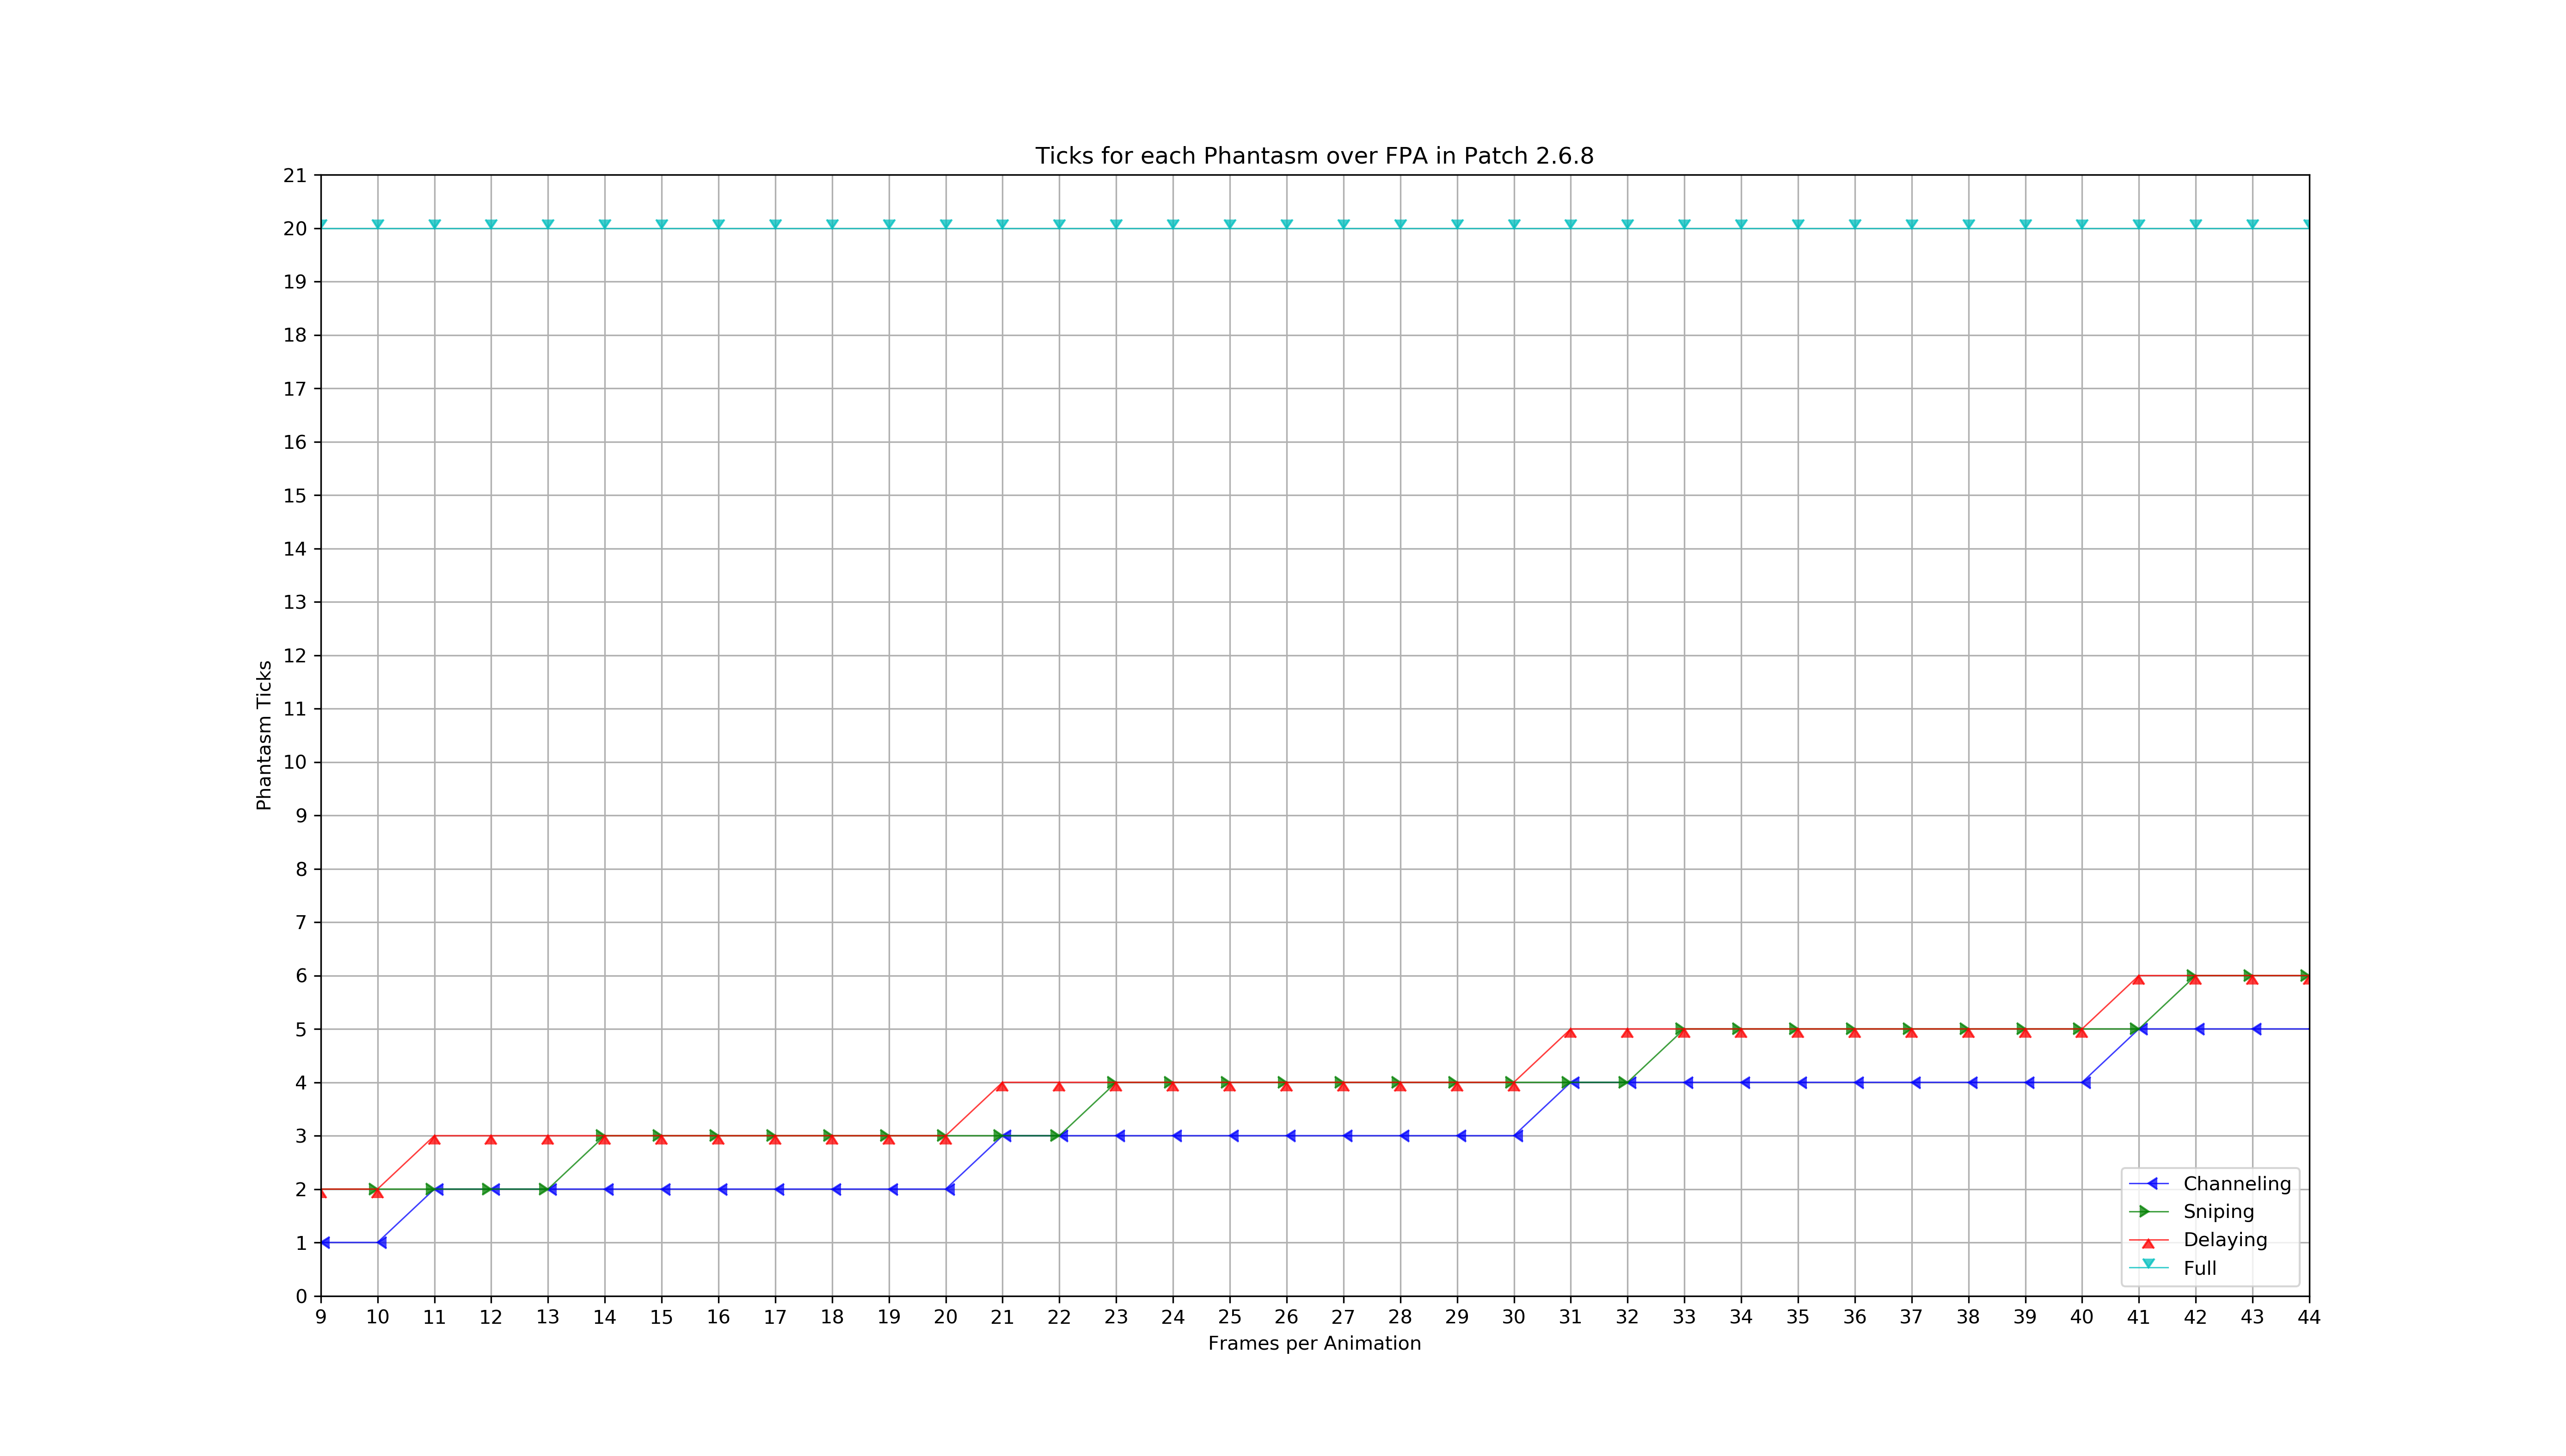 Ticks for each Phantasm over FPA in Patch 2.6.8
21
20
19
18
17
16
15
14
13
12
11
10
9
8
7
6
5
4
3
2
1
0
Phantasm Ticks
9 10 11 12 13 14 15 16 17 18 19 20 21 22 23 24 25 26 27 28 29 30 31 32 33 34 35 36 37 38 39 40 41 42 43 44
Frames per Animation
Channeling
Sniping
Delaying
Full